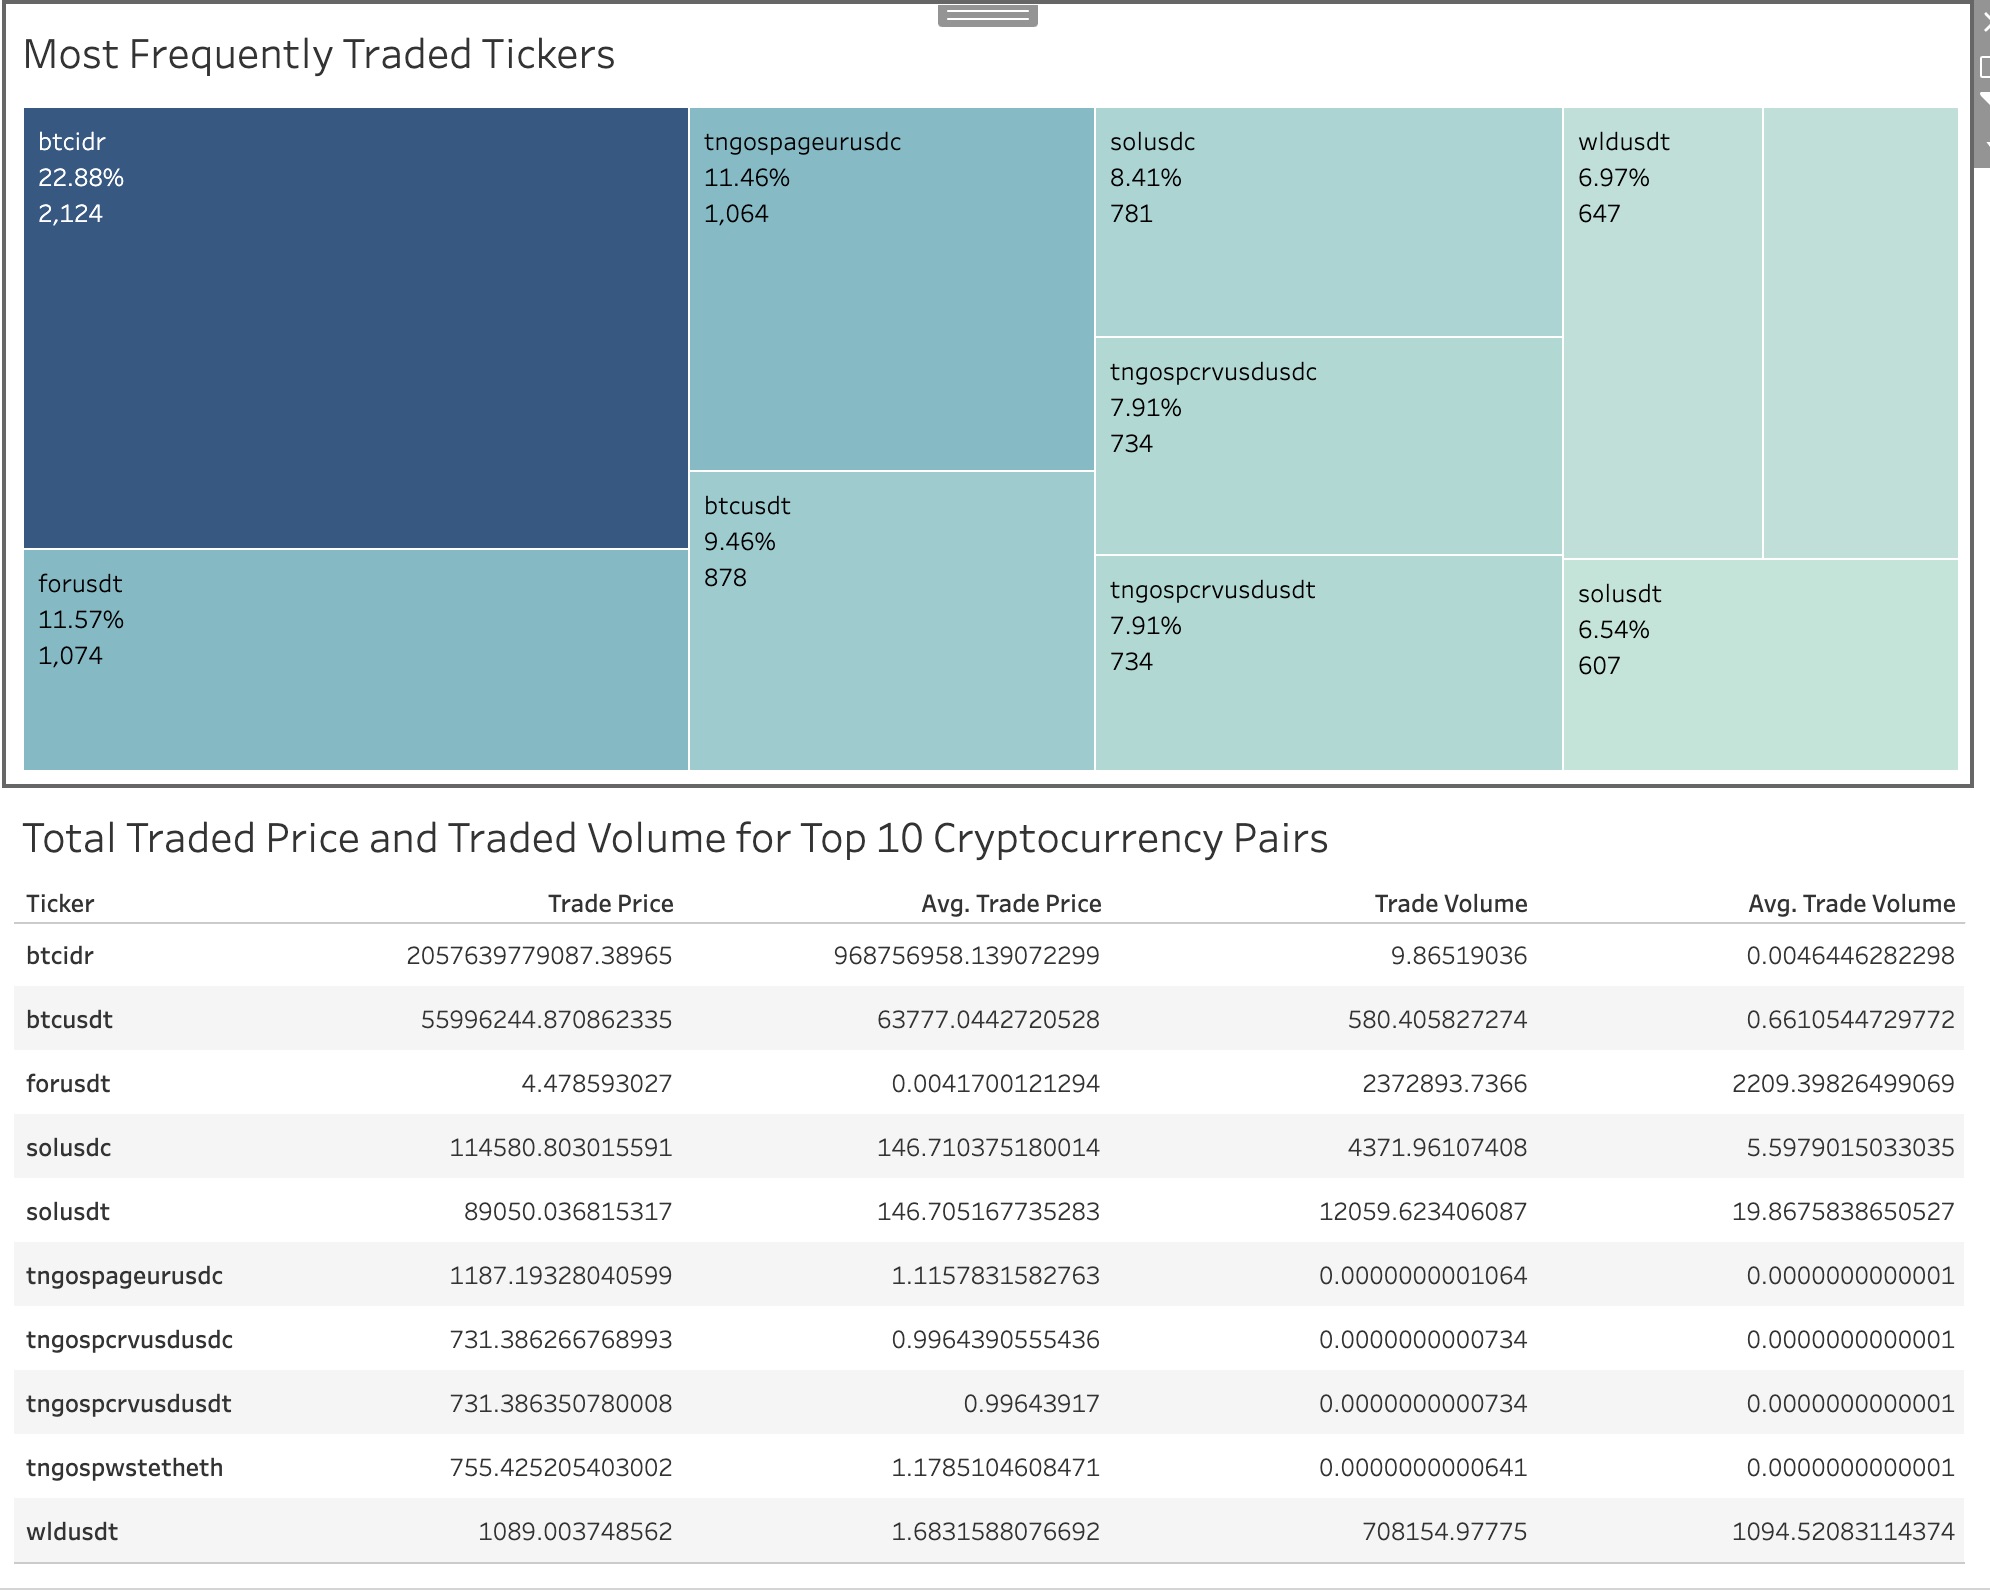 Most Frequently Traded Tickers
btcidr
22.88%
2,124
forusdt
11.57%
1,074
tngospageurusdc
11.46%
1,064
btcusdt
9.46%
878
solusdc
8.41%
781
tngospcrvusdusdc
7.91%
734
tngospcrvusdusdt
7.91%
734
wldusdt
6.97%
647
solusdt
6.54%
607
Total Traded Price and Traded Volume for Top 10 Cryptocurrency Pairs
Ticker Trade Price Avg. Trade Price Trade Volume Avg. Trade Volume
btcidr 2057639779087.38965 968756958.139072299 9.86519036 0.0046446282298
btcusdt 55996244.870862335 63777.0442720528 580.405827274 0.6610544729772
forusdt 4.478593027 0.0041700121294 2372893.7366 2209.39826499069
solusdc 114580.803015591 146.710375180014 4371.96107408 5.5979015033035
solusdt 89050.036815317 146.705167735283 12059.623406087 19.8675838650527
tngospageurusdc 1187.19328040599 1.1157831582763 0.0000000001064 0.0000000000001
tngospcrvusdusdc 731.386266768993 0.9964390555436 0.0000000000734 0.0000000000001
tngospcrvusdusdt 731.386350780008 0.99643917 0.0000000000734 0.0000000000001
tngospwstetheth 755.425205403002 1.1785104608471 0.0000000000641 0.0000000000001
wldusdt 1089.003748562 1.6831588076692 708154.97775 1094.52083114374